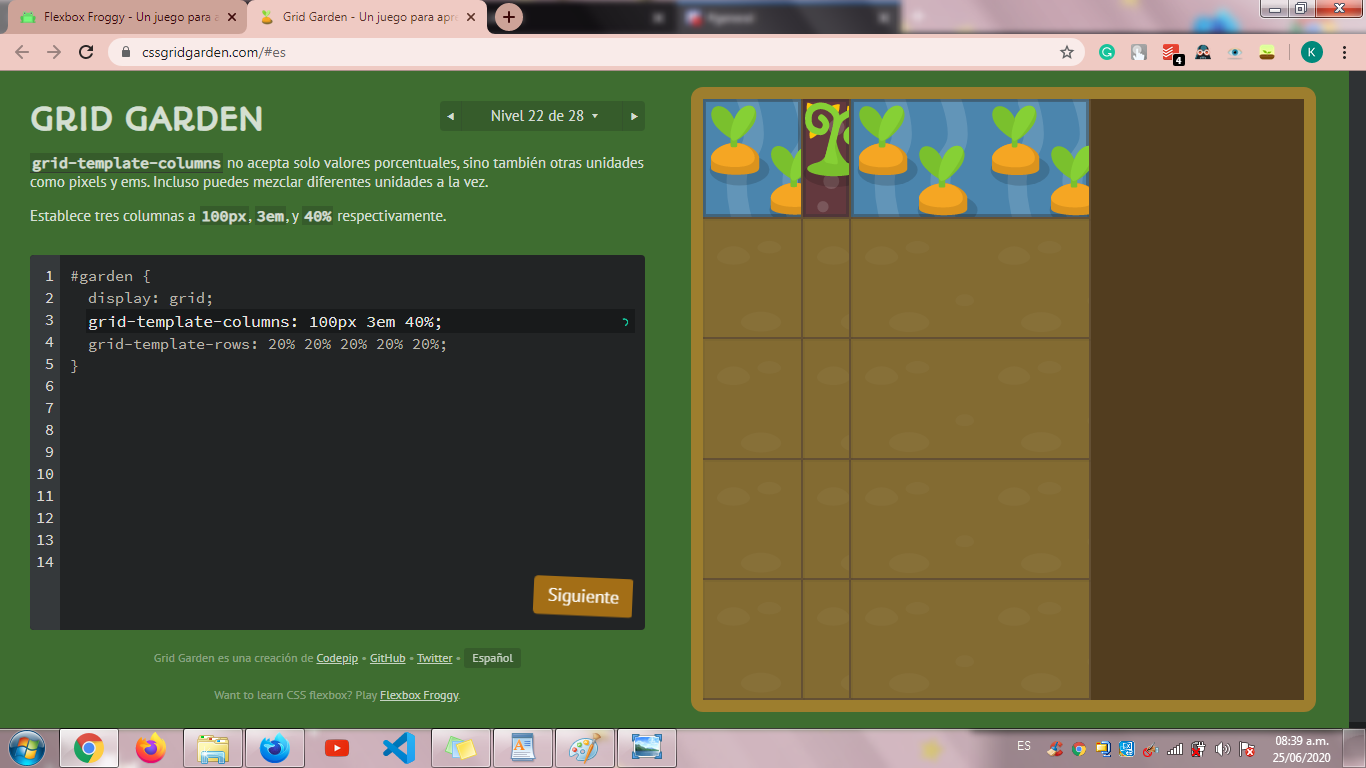 Flexbox Froggy - Un juego para a
Grid Garden - Un juego para apre
cssgridgarden.com/#es
4
K
GRID GARDEN
Nivel 22 de 28
grid-template-columns no acepta solo valores porcentuales, sino también otras unidades
como pixels y ems. Incluso puedes mezclar diferentes unidades a la vez.
Establece tres columnas a 100px, 3em, y 40% respectivamente.
1 #garden {
2 display: grid;
3 grid-template-columns: 100px 3em 40%;
4 grid-template-rows: 20% 20% 20% 20% 20%;
5 }
6
7
8
9
10
11
12
13
14
Siguiente
Grid Garden es una creación de Codepip • GitHub • Twitter • Español
Want to learn CSS flexbox? Play Flexbox Froggy.
ES
08:39 a.m.
25/06/2020